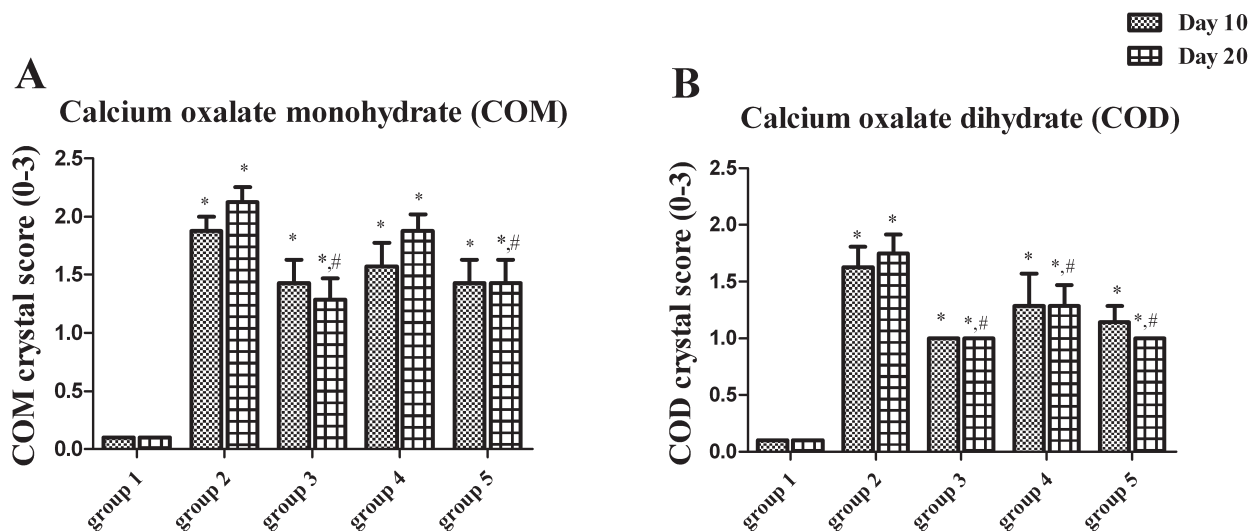 Day 10
Day 20
A
Calcium oxalate monohydrate (COM)
COM crystal score (0-3)
2.5
2.0
1.5
1.0
0.5
0.0
* * * *,# * * * *,#
group 1 group 2 group 3 group 4 group 5
B
Calcium oxalate dihydrate (COD)
COD crystal score (0-3)
2.5
2.0
1.5
1.0
0.5
0.0
* * * *,# * *,# * *,#
group 1 group 2 group 3 group 4 group 5